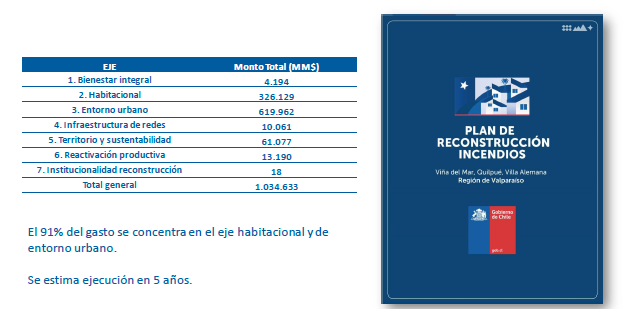 EJE Monto Total (MM$)
1. Bienestar integral 4.194
2. Habitacional 326.129
3. Entorno urbano 619.962
4. Infraestructura de redes 10.061
5. Territorio y sustentabilidad 61.077
6. Reactivación productiva 13.190
7. Institucionalidad reconstrucción 18
Total general 1.034.633
El 91% del gasto se concentra en el eje habitacional y de
entorno urbano.
Se estima ejecución en 5 años.
PLAN DE
RECONSTRUCCIÓN
INCENDIOS
Viña del Mar, Quilpué, Villa Alemana
Región de Valparaíso
Gobierno
de Chile
gob.cl